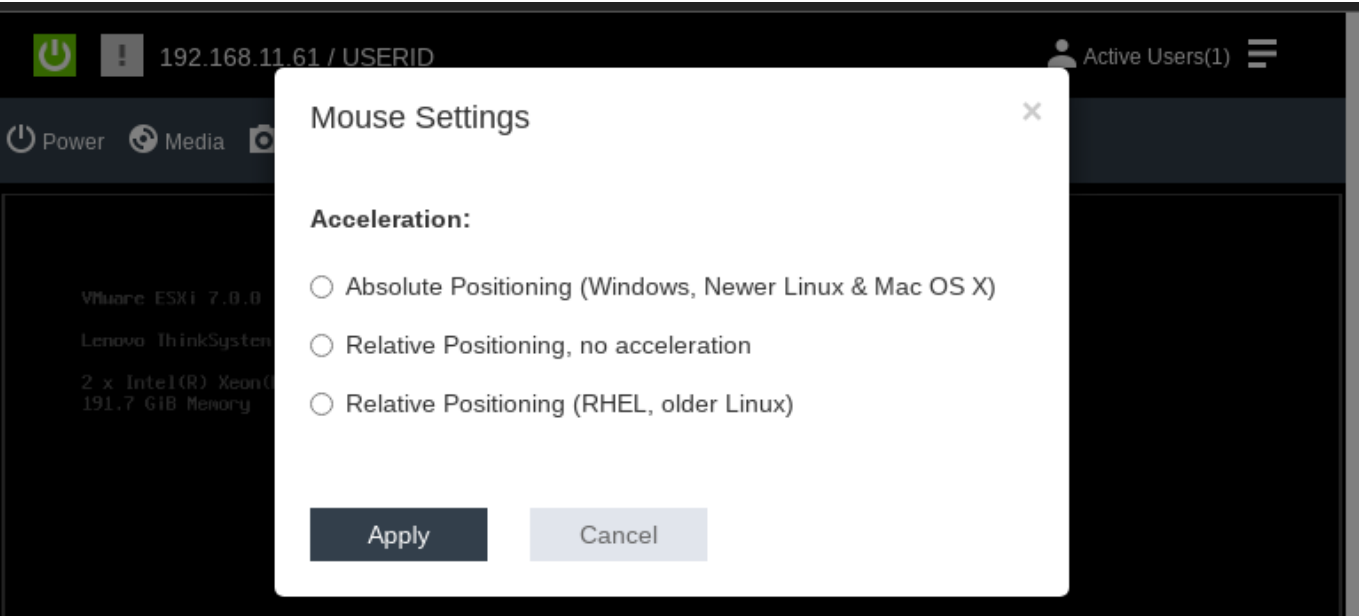 192.168.11.61 / USERID
Active Users(1)
Power
Media
Mouse Settings
Acceleration:
Absolute Positioning (Windows, Newer Linux & Mac OS X)
Relative Positioning, no acceleration
Relative Positioning (RHEL, older Linux)
Apply
Cancel
VMware ESXi 7.0.0
Lenovo ThinkSystem
2 x Intel(R) Xeon(
191.7 GiB Memory